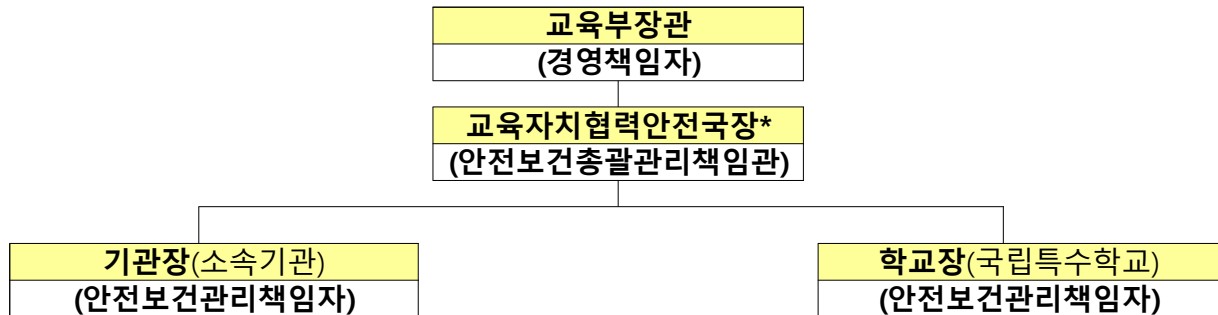 교육부장관
(경영책임자)
교육자치협력안전국장*
(안전보건총괄관리책임관)
기관장(소속기관)
(안전보건관리책임자)
학교장(국립특수학교)
(안전보건관리책임자)